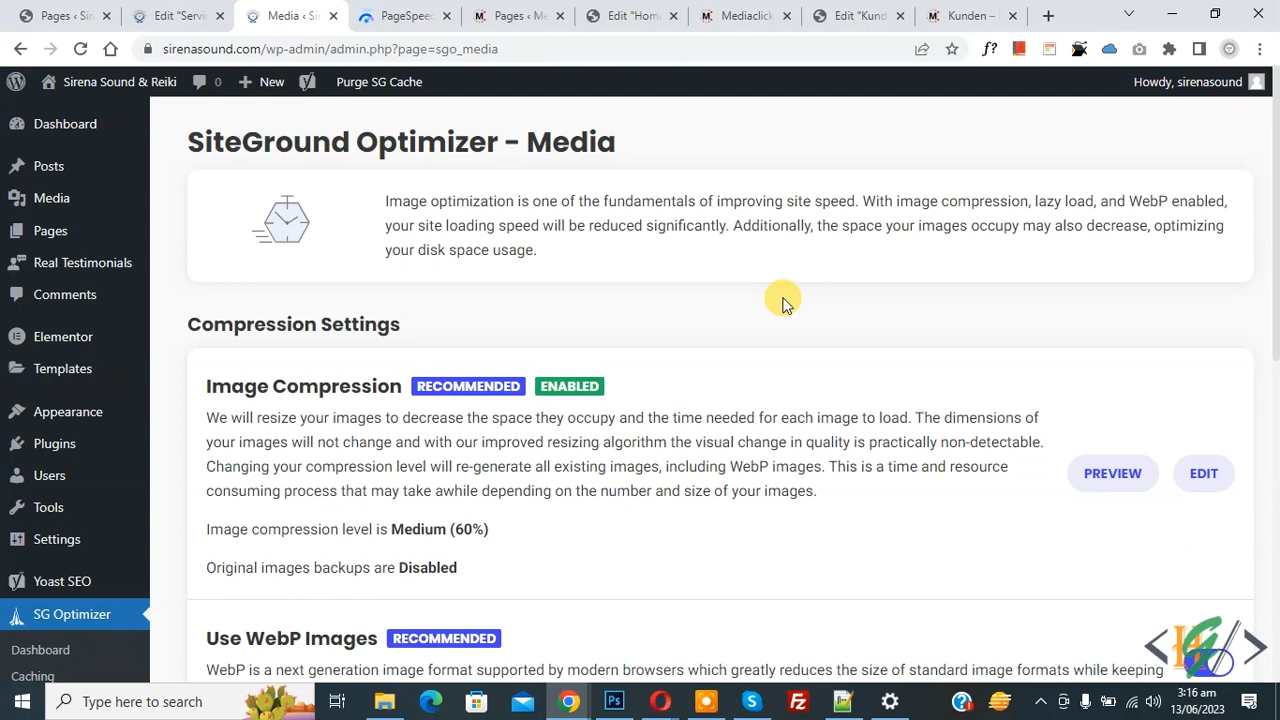 Pages ‹ Sir
Edit "Servic
Media ‹ Si
PageSpeed
Pages ‹ Me
Edit "Hom
Mediaclick
Edit "Kund
Kunden –
sirenasound.com/wp-admin/admin.php?page=sgo_media
Sirena Sound & Reiki
0
New
Purge SG Cache
Howdy, sirenasound
Dashboard
Posts
Media
Pages
Real Testimonials
Comments
Elementor
Templates
Appearance
Plugins
Users
Tools
Settings
Yoast SEO
SG Optimizer
Dashboard
Caching
SiteGround Optimizer - Media
Image optimization is one of the fundamentals of improving site speed. With image compression, lazy load, and WebP enabled,
your site loading speed will be reduced significantly. Additionally, the space your images occupy may also decrease, optimizing
your disk space usage.
Compression Settings
Image Compression RECOMMENDED ENABLED
We will resize your images to decrease the space they occupy and the time needed for each image to load. The dimensions of
your images will not change and with our improved resizing algorithm the visual change in quality is practically non-detectable.
Changing your compression level will re-generate all existing images, including WebP images. This is a time and resource
consuming process that may take awhile depending on the number and size of your images.
PREVIEW
EDIT
Image compression level is Medium (60%)
Original images backups are Disabled
Use WebP Images RECOMMENDED
WebP is a next generation image format supported by modern browsers which greatly reduces the size of standard image formats while keeping
Type here to search
3:16 am
13/06/2023